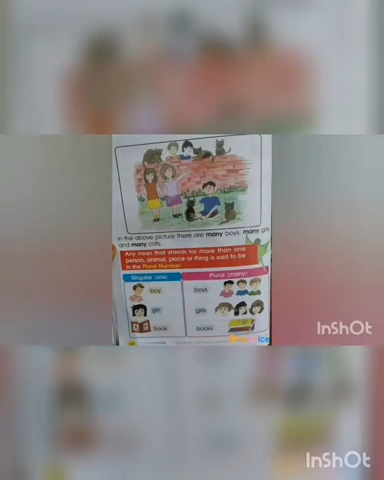 In the above picture there are many boys, many girls
and many cats.
Any noun that stands for more than one
person, animal, place or thing is said to be
in the Plural Number
Singular (one) Plural (many)
boy boys
girl girls
book books
InShOt
InShOt